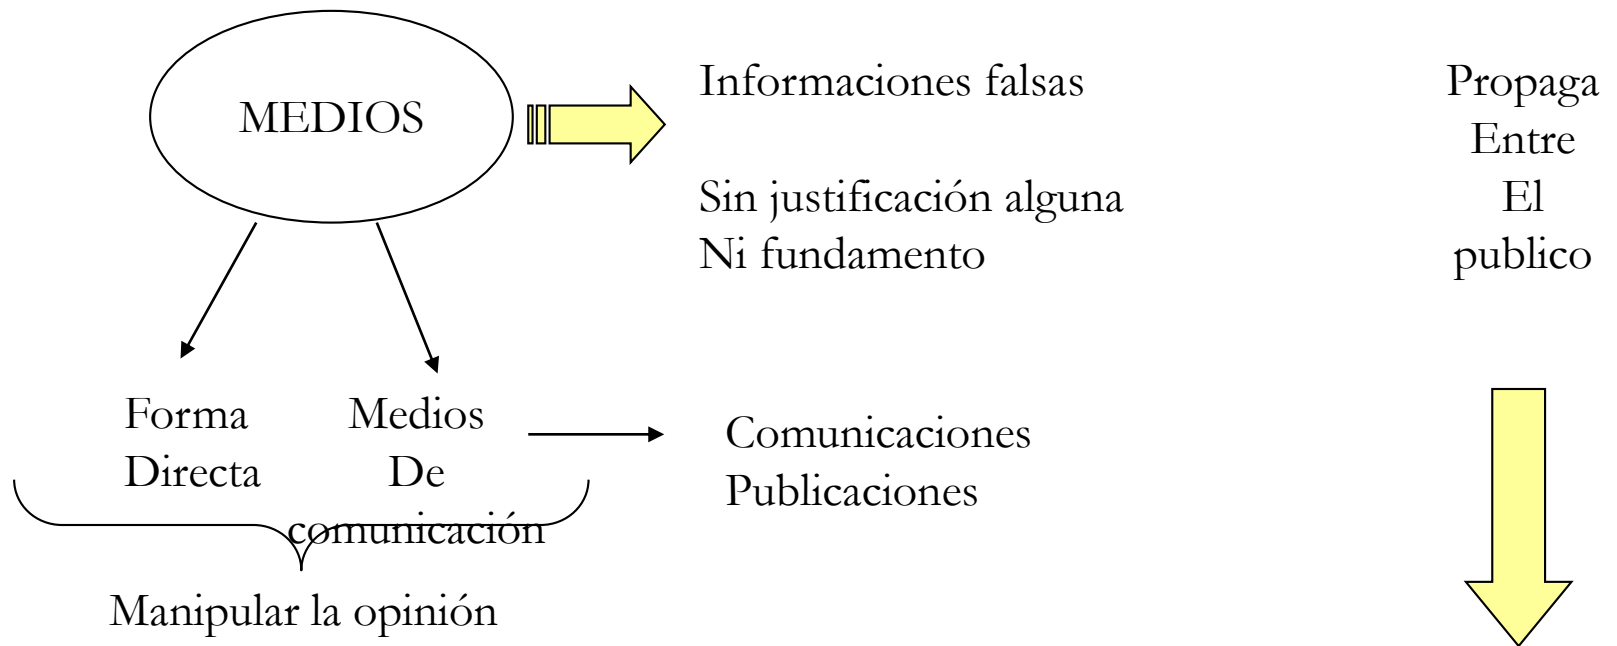 MEDIOS
Informaciones falsas
Sin justificación alguna
Ni fundamento
Propaga
Entre
El
publico
Forma
Directa
Medios
De
comunicación
Comunicaciones
Publicaciones
Manipular la opinión